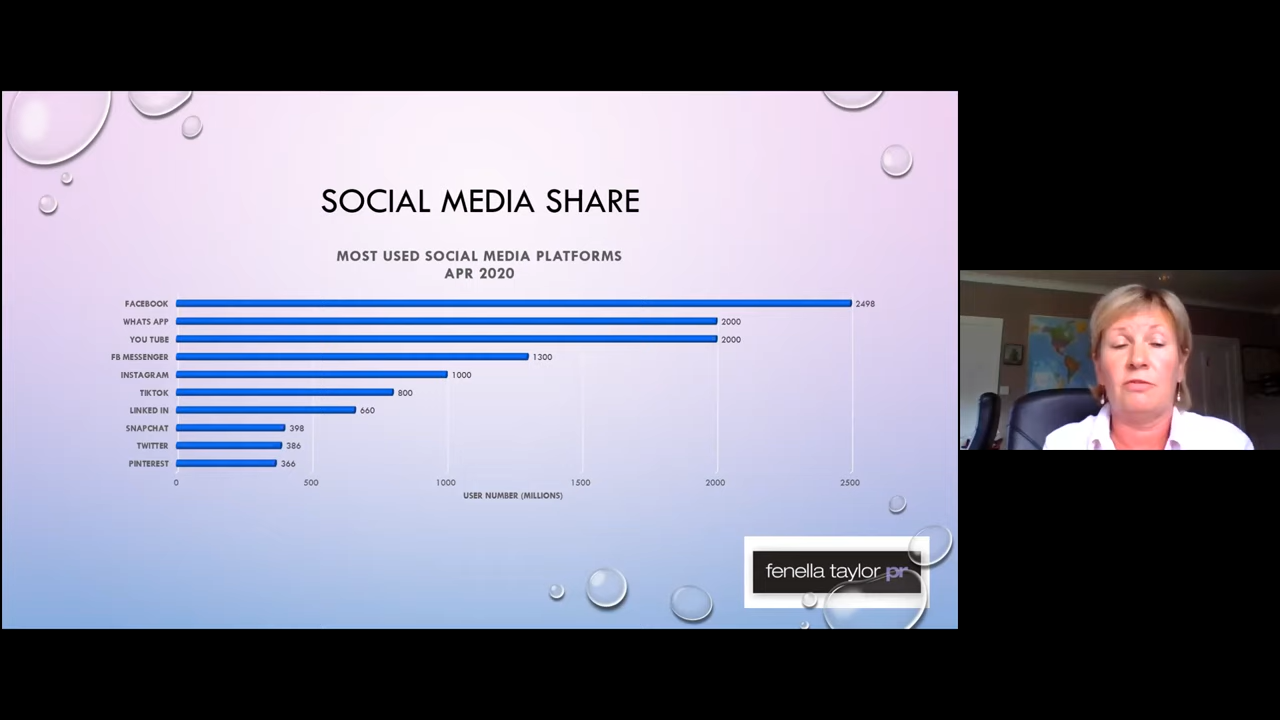 SOCIAL MEDIA SHARE
MOST USED SOCIAL MEDIA PLATFORMS
APR 2020
FACEBOOK 2498
WHATS APP 2000
YOU TUBE 2000
FB MESSENGER 1300
INSTAGRAM 1000
TIKTOK 800
LINKED IN 660
SNAPCHAT 398
TWITTER 386
PINTEREST 366
0 500 1000 1500 2000 2500
USER NUMBER (MILLIONS)
fenella taylor pr